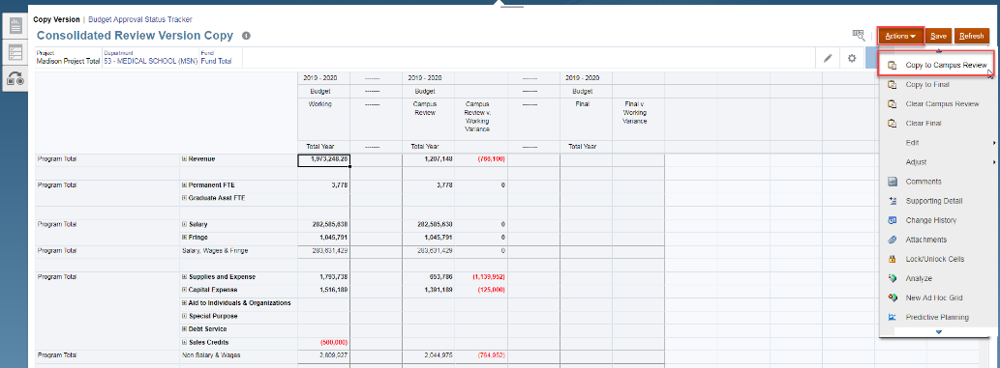 Copy Version | Budget Approval Status Tracker
Consolidated Review Version Copy
Actions Save Refresh
Project Department Fund
Madison Project Total 53 - MEDICAL SCHOOL (MSN) Fund Total
2019 - 2020 ------- 2019 - 2020 ------- 2019 - 2020
Budget ------- Budget ------- Budget
Working ------- Campus Review Campus Review v. Working Variance ------- Final Final v Working Variance
Total Year ------- Total Year ------- Total Year
Program Total Revenue 1,973,248.26 1,207,148 (766,100)
Program Total Permanent FTE 3,778 3,778 0
Graduate Asst FTE
Program Total Salary 282,585,638 282,585,638 0
Fringe 1,045,791 1,045,791 0
Program Total Salary, Wages & Fringe 283,631,429 283,631,429 0
Program Total Supplies and Expense 1,793,738 653,786 (1,139,952)
Capital Expense 1,516,189 1,391,189 (125,000)
Aid to Individuals & Organizations
Special Purpose
Debt Service
Sales Credits (500,000)
Program Total Non Salary & Wages 2,809,927 2,044,975 (764,952)
Copy to Campus Review
Copy to Final
Clear Campus Review
Clear Final
Edit
Adjust
Comments
Supporting Detail
Change History
Attachments
Lock/Unlock Cells
Analyze
New Ad Hoc Grid
Predictive Planning